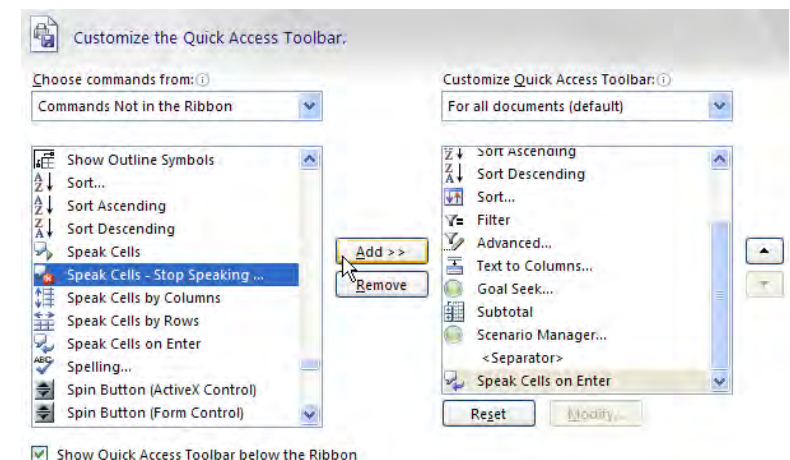 Customize the Quick Access Toolbar.
Choose commands from:
Commands Not in the Ribbon
Show Outline Symbols
Sort...
Sort Ascending
Sort Descending
Speak Cells
Speak Cells - Stop Speaking ...
Speak Cells by Columns
Speak Cells by Rows
Speak Cells on Enter
Spelling...
Spin Button (ActiveX Control)
Spin Button (Form Control)
Show Quick Access Toolbar below the Ribbon
Add >>
Remove
Customize Quick Access Toolbar:
For all documents (default)
Sort Ascending
Sort Descending
Sort...
Filter
Advanced...
Text to Columns...
Goal Seek...
Subtotal
Scenario Manager...
<Separator>
Speak Cells on Enter
Reset
Modify...